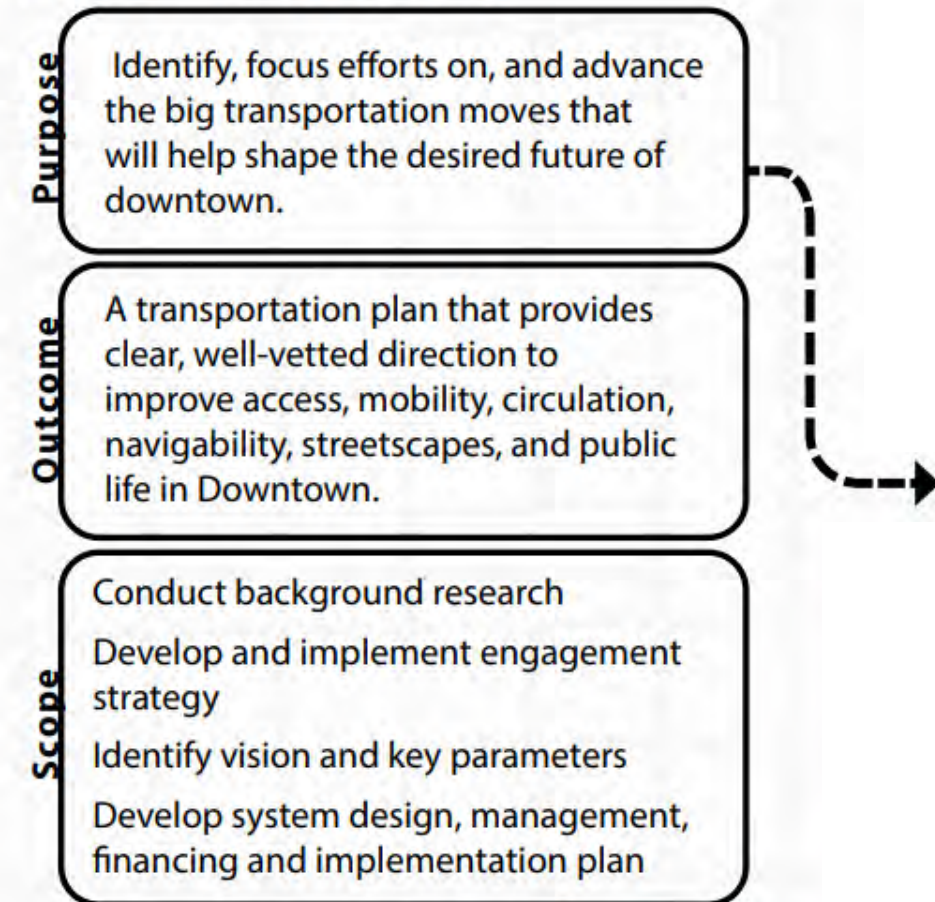 Purpose
Identify, focus efforts on, and advance
the big transportation moves that
will help shape the desired future of
downtown.
Outcome
A transportation plan that provides
clear, well-vetted direction to
improve access, mobility, circulation,
navigability, streetscapes, and public
life in Downtown.
Scope
Conduct background research
Develop and implement engagement
strategy
Identify vision and key parameters
Develop system design, management,
financing and implementation plan